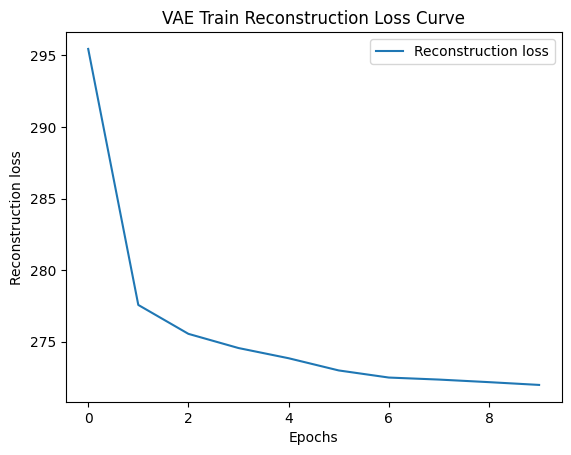 VAE Train Reconstruction Loss Curve
Reconstruction loss
295
290
285
280
275
Reconstruction loss
0 2 4 6 8
Epochs